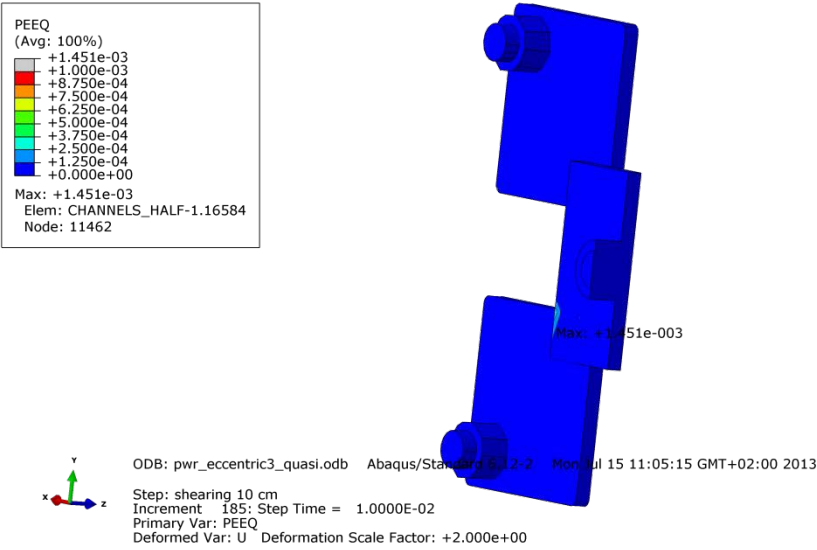 PEEQ
(Avg: 100%)
+1.451e-03
+1.000e-03
+8.750e-04
+7.500e-04
+6.250e-04
+5.000e-04
+3.750e-04
+2.500e-04
+1.250e-04
+0.000e+00
Max: +1.451e-03
Elem: CHANNELS_HALF-1.16584
Node: 11462
Max: +1.451e-003
Y
X
Z
ODB: pwr_eccentric3_quasi.odb Abaqus/Standard 6.12-2 Mon Jul 15 11:05:15 GMT+02:00 2013
Step: shearing 10 cm
Increment 185: Step Time = 1.0000E-02
Primary Var: PEEQ
Deformed Var: U Deformation Scale Factor: +2.000e+00